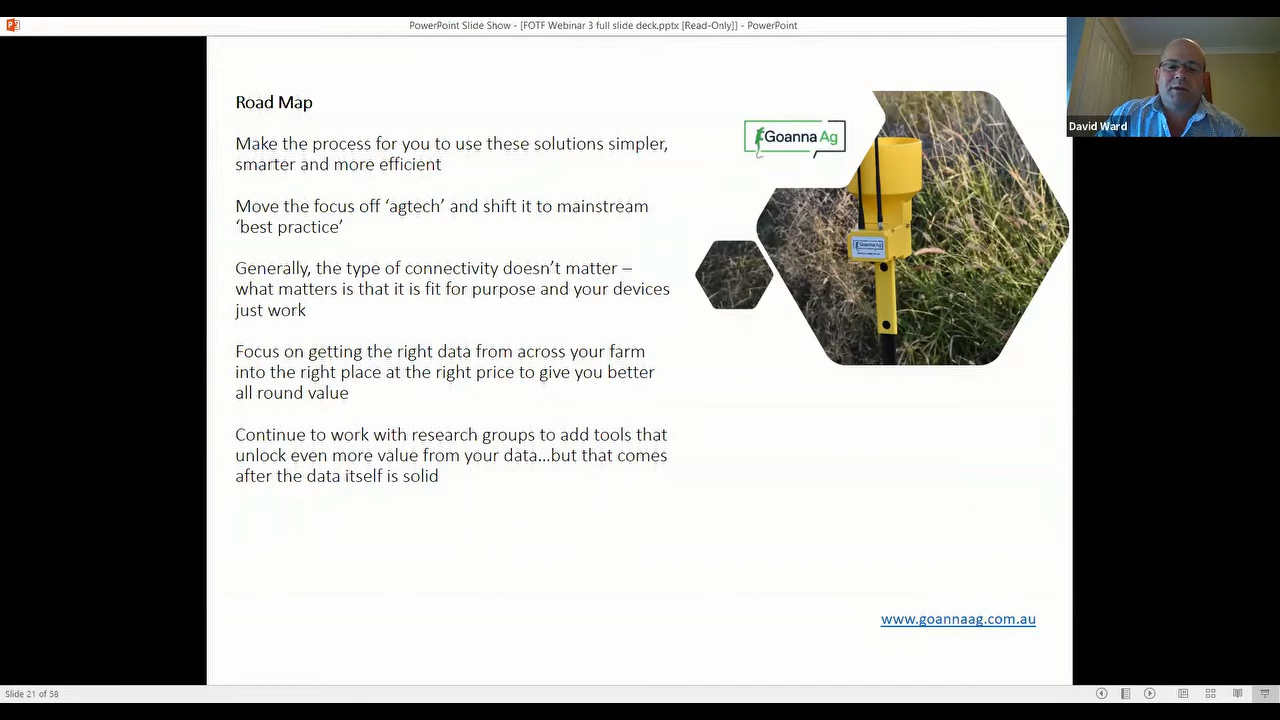 PowerPoint Slide Show - [FOTF Webinar 3 full slide deck.pptx [Read-Only]] - PowerPoint
David Ward
Road Map
Make the process for you to use these solutions simpler,
smarter and more efficient
Move the focus off ‘agtech’ and shift it to mainstream
‘best practice’
Generally, the type of connectivity doesn’t matter –
what matters is that it is fit for purpose and your devices
just work
Focus on getting the right data from across your farm
into the right place at the right price to give you better
all round value
Continue to work with research groups to add tools that
unlock even more value from your data...but that comes
after the data itself is solid
Goanna Ag
Goanna Ag
www.goannaag.com.au
Slide 21 of 58